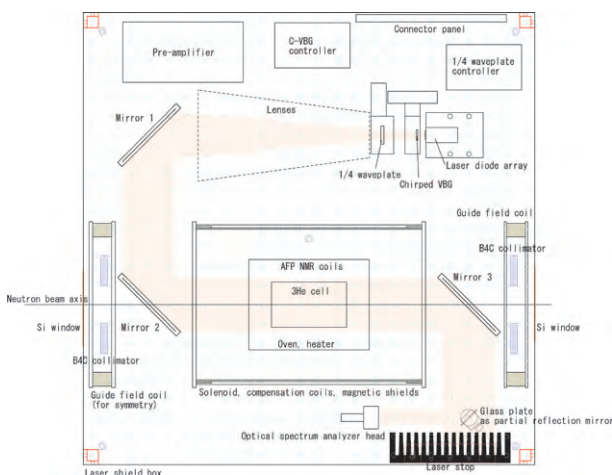 Connector panel
Pre-amplifier
C-VBG
controller
1/4 waveplate
controller
Lenses
Mirror 1
1/4 waveplate
Laser diode array
Chirped VBG
Guide field coil
B4C collimator
AFP NMR coils
Mirror 3
3He cell
Neutron beam axis
Si window
Mirror 2
Si window
Oven, heater
B4C collimator
Guide field coil
(for symmetry)
Solenoid, compensation coils, magnetic shields
Glass plate
as partial reflection mirror
Optical spectrum analyzer head
Laser stop
Laser shield box